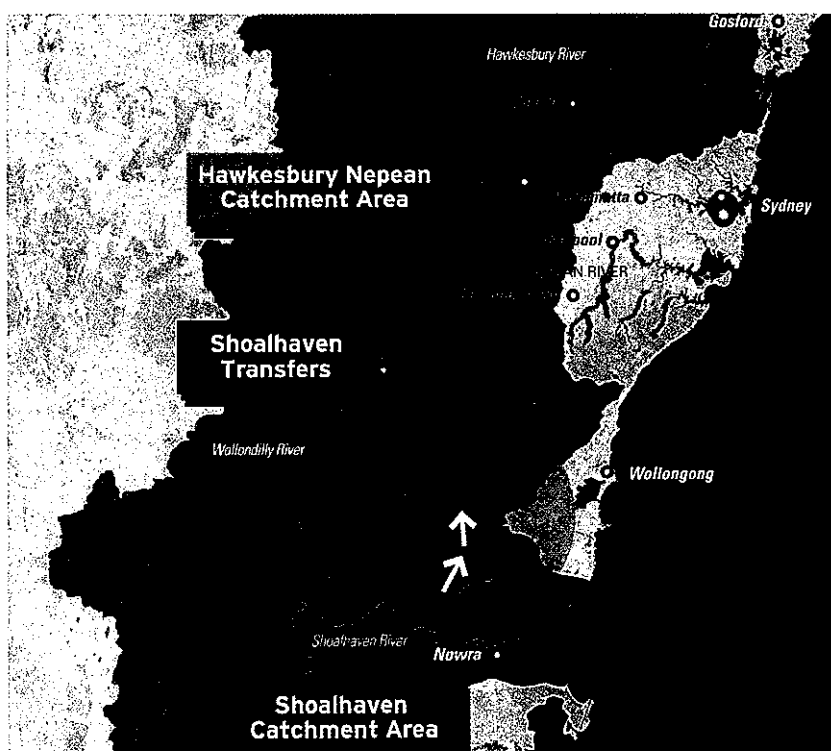 Gosford
Hawkesbury River
Hawkesbury Nepean
Catchment Area
Sydney
RIVER
Shoalhaven
Transfers
Wollondilly River
Wollongong
Shoalhaven River
Nowra
Shoalhaven
Catchment Area